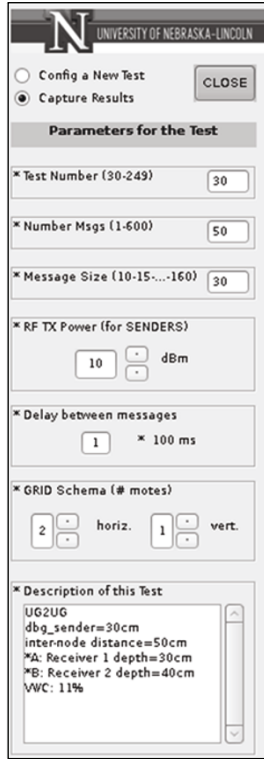 N
UNIVERSITY OF NEBRASKA-LINCOLN
Config a New Test
CLOSE
Capture Results
Parameters for the Test
* Test Number (30-249)
30
* Number Msgs (1-600)
50
* Message Size (10-15-...-160)
30
* RF TX Power (for SENDERS)
10 dBm
* Delay between messages
1 * 100 ms
* GRID Schema (# motes)
2 horiz. 1 vert.
* Description of this Test
UG2UG
dbg_sender=30cm
inter-node distance=50cm
*A: Receiver 1 depth=30cm
*B: Receiver 2 depth=40cm
VWC: 11%